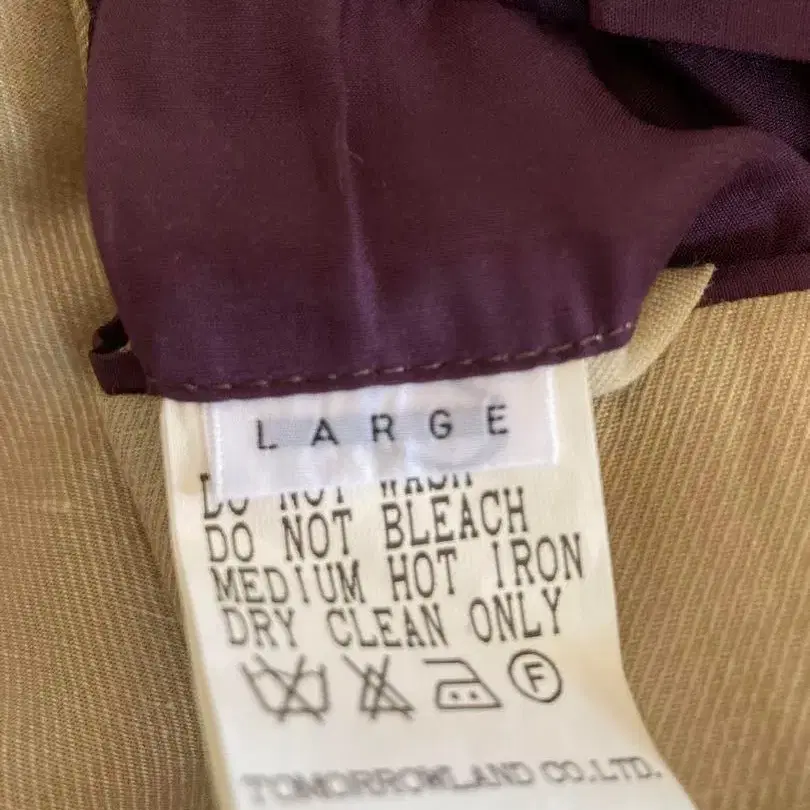 LARGE
DO NOT WASH
DO NOT BLEACH
MEDIUM HOT IRON
DRY CLEAN ONLY
F
TOMORROWLAND CO.,LTD.